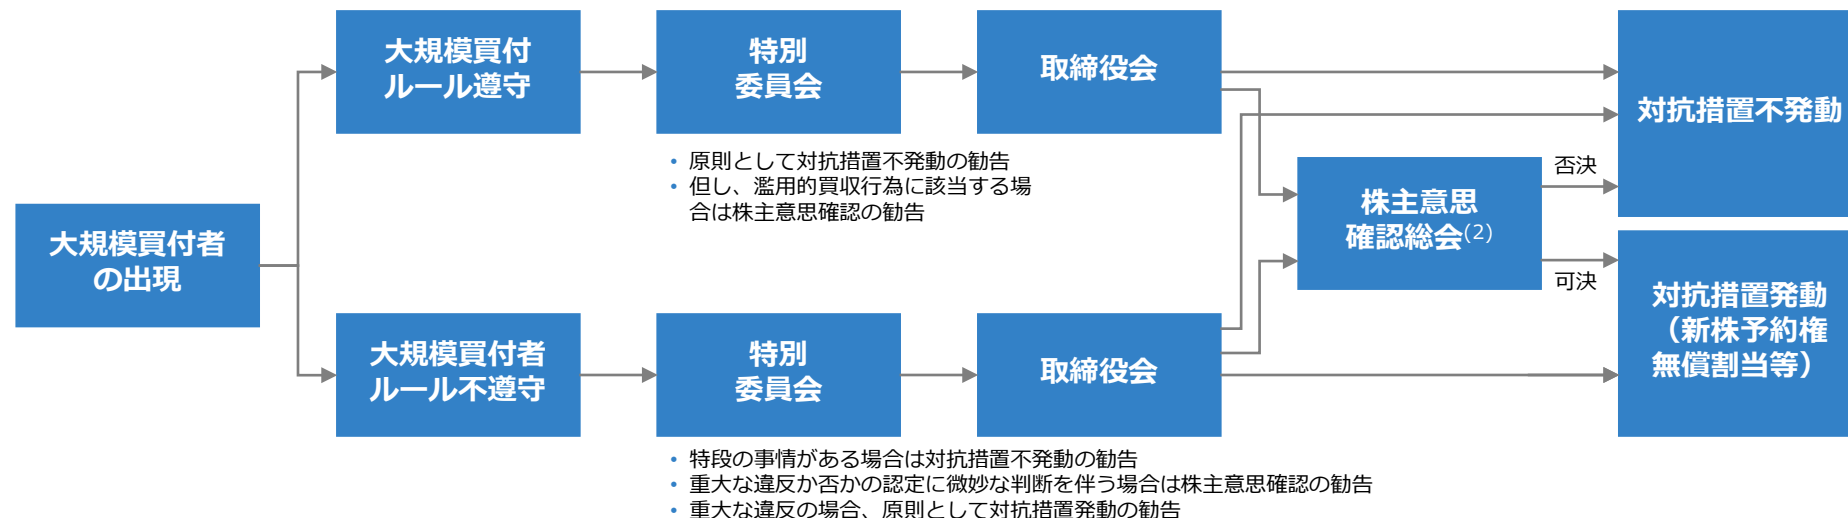 大規模買付者
の出現
大規模買付
ルール遵守
特別
委員会
取締役会
• 原則として対抗措置不発動の勧告
• 但し、濫用的買収行為に該当する場
合は株主意思確認の勧告
大規模買付者
ルール不遵守
特別
委員会
取締役会
• 特段の事情がある場合は対抗措置不発動の勧告
• 重大な違反か否かの認定に微妙な判断を伴う場合は株主意思確認の勧告
• 重大な違反の場合、原則として対抗措置発動の勧告
株主意思
確認総会(2)
否決
可決
対抗措置不発動
対抗措置発動
（新株予約権
無償割当等）